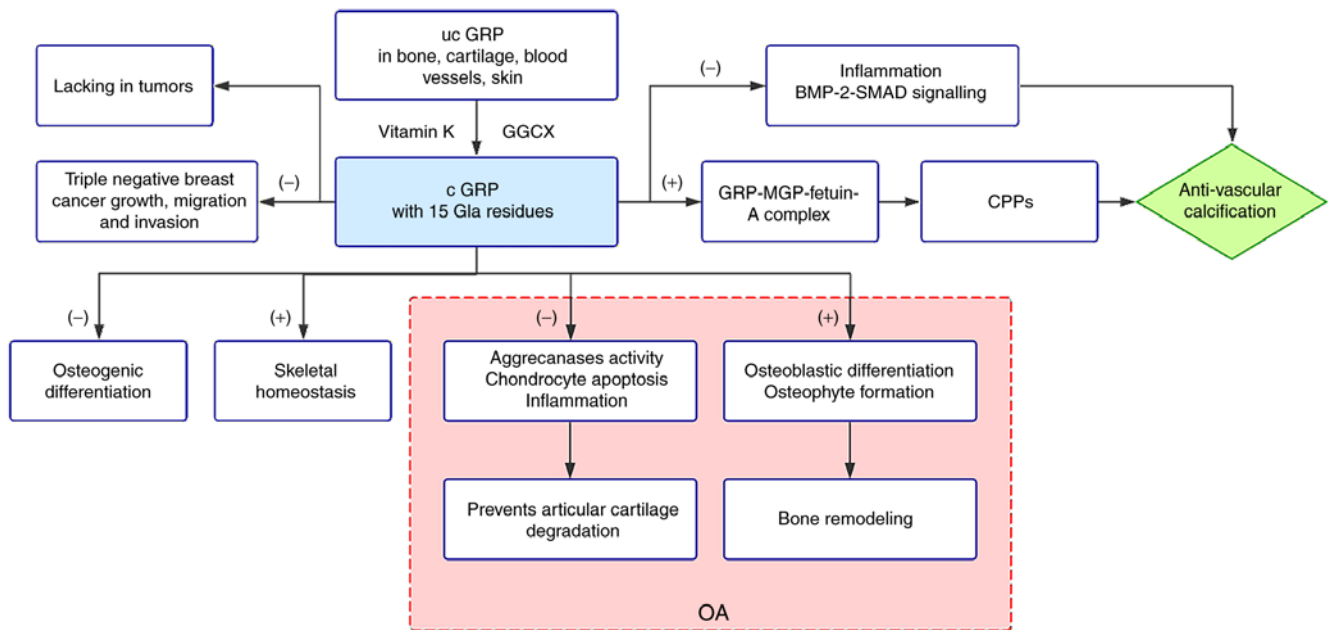 uc GRP
in bone, cartilage, blood
vessels, skin
Lacking in tumors
(−)
Inflammation
BMP-2-SMAD signalling
Vitamin K
GGCX
Triple negative breast
cancer growth, migration
and invasion
(−)
c GRP
with 15 Gla residues
(+)
GRP-MGP-fetuin-
A complex
CPPs
Anti-vascular
calcification
(−)
(+)
(−)
(+)
Osteogenic
differentiation
Skeletal
homeostasis
Aggrecanases activity
Chondrocyte apoptosis
Inflammation
Osteoblastic differentiation
Osteophyte formation
Prevents articular cartilage
degradation
Bone remodeling
OA